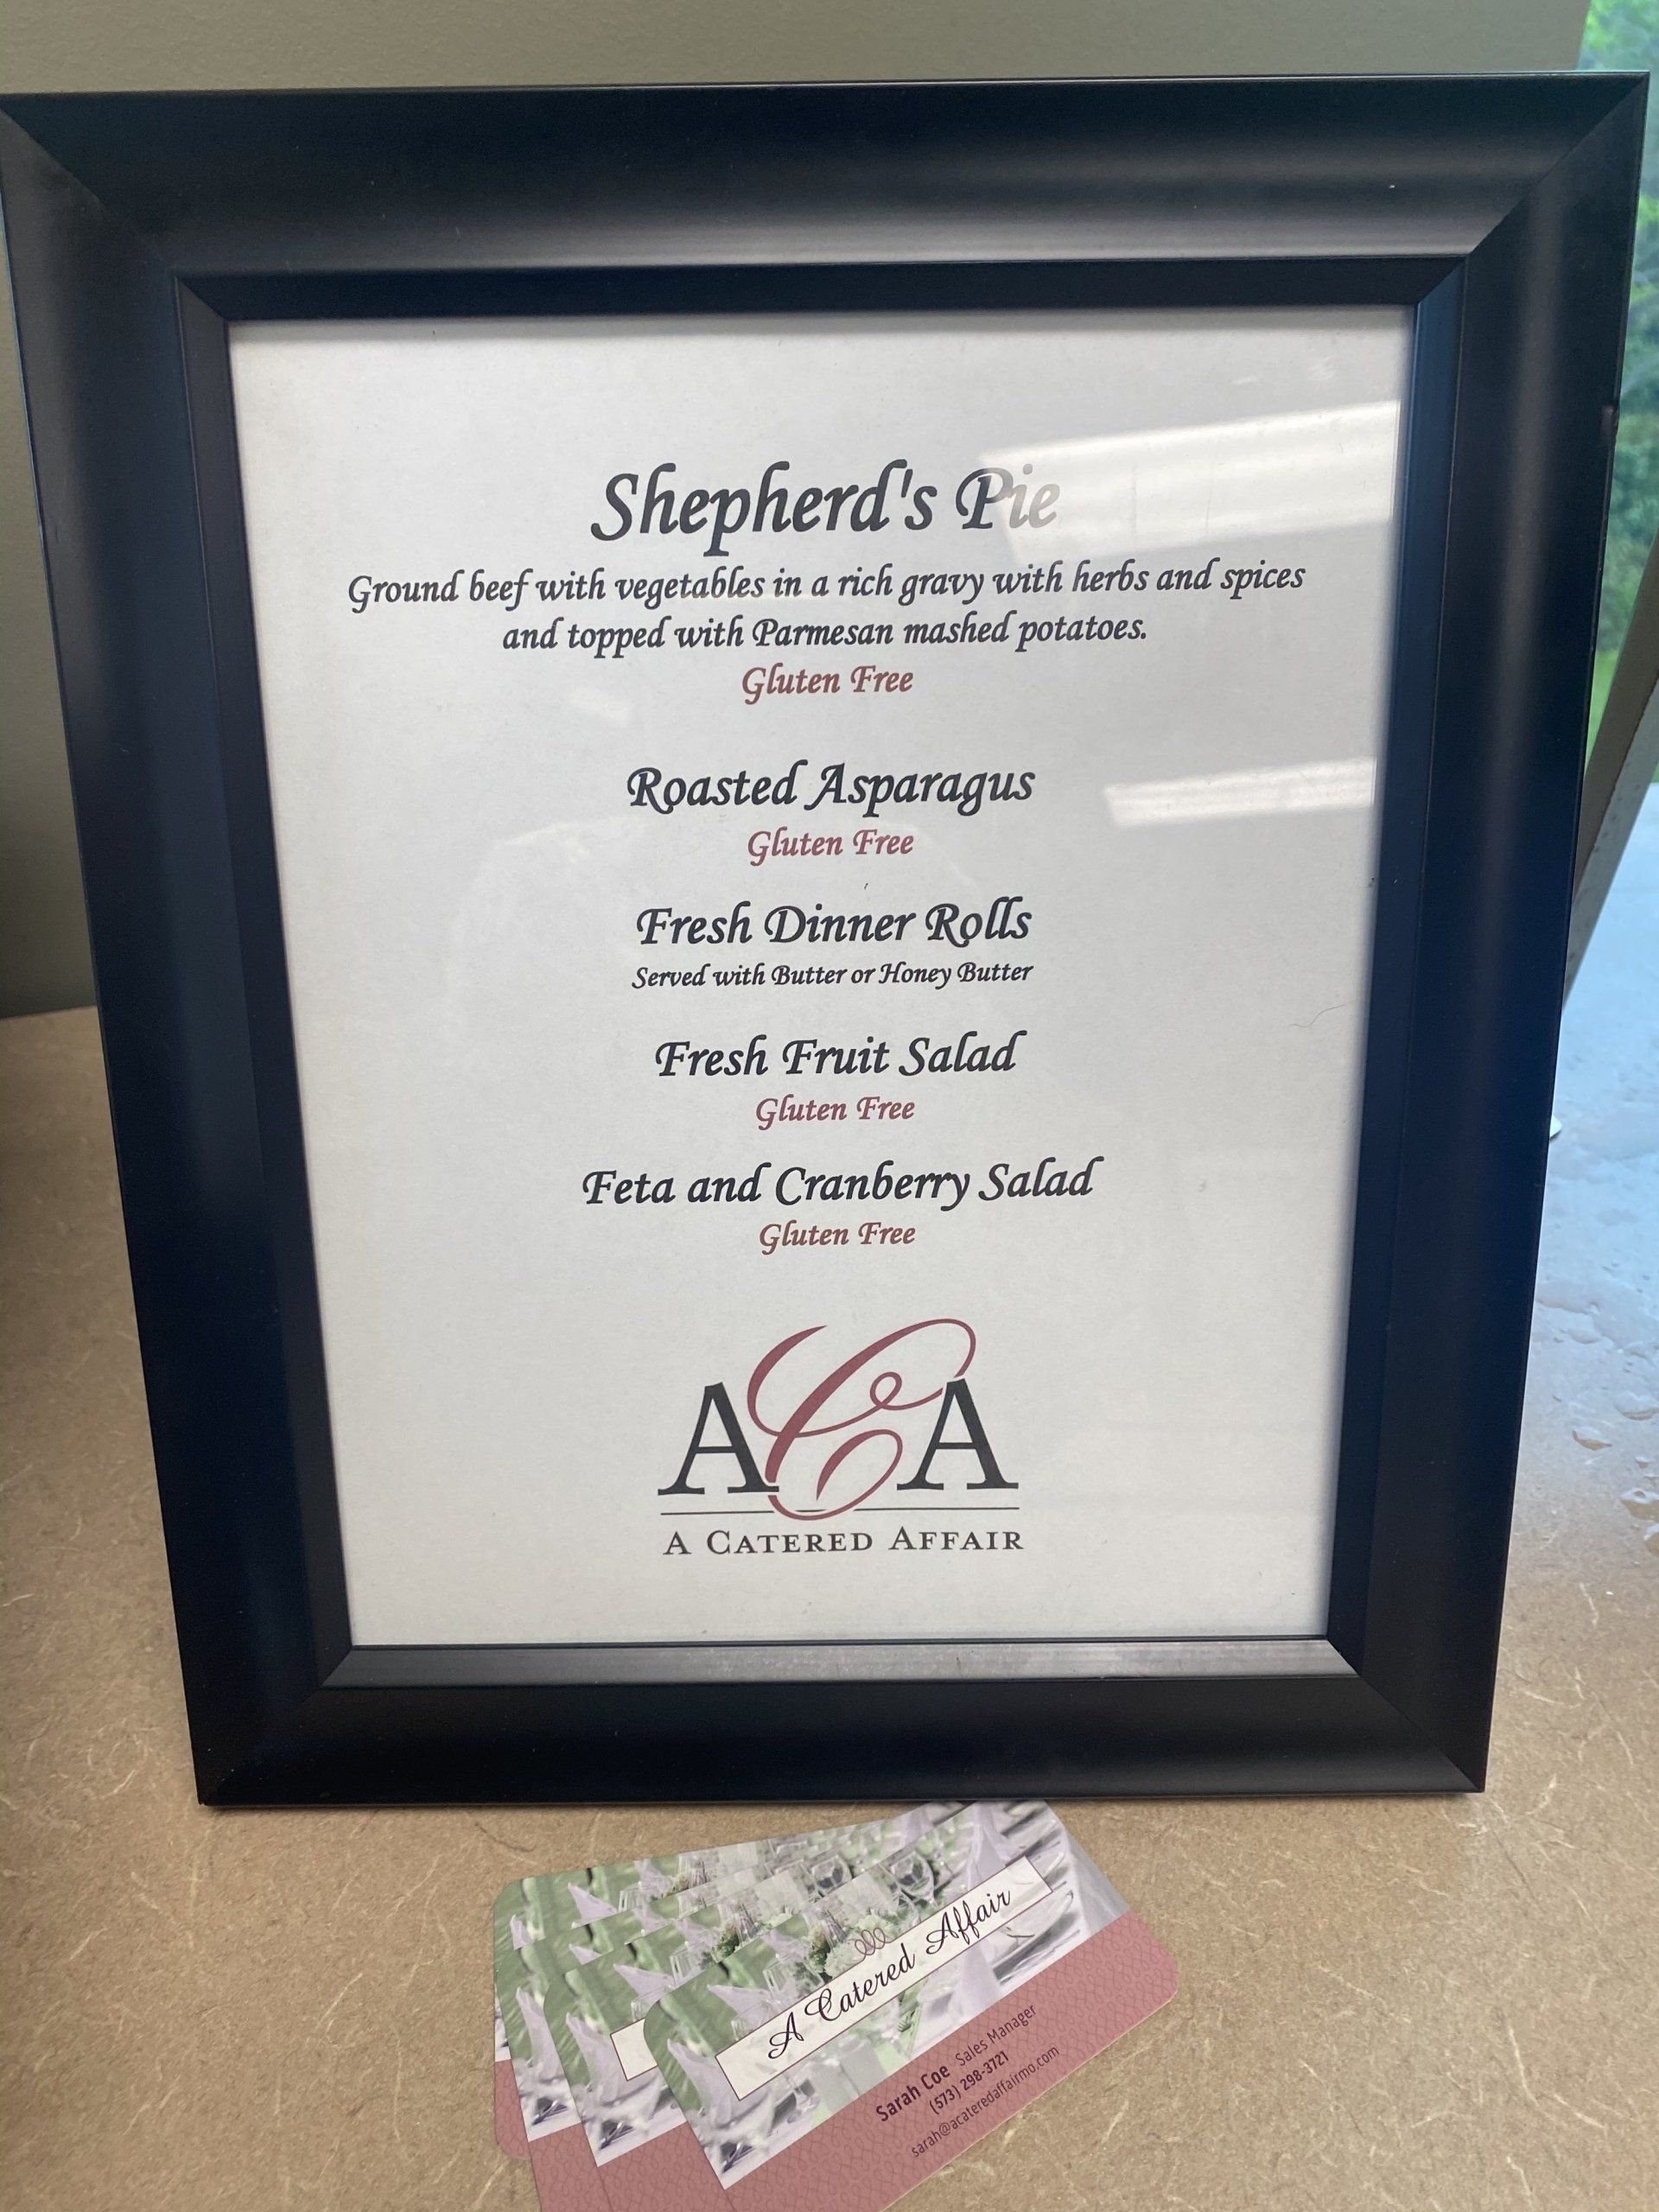 Shepherd's Pie
Ground beef with vegetables in a rich gravy with herbs and spices
and topped with Parmesan mashed potatoes.
Gluten Free
Roasted Asparagus
Gluten Free
Fresh Dinner Rolls
Served with Butter or Honey Butter
Fresh Fruit Salad
Gluten Free
Feta and Cranberry Salad
Gluten Free
ACA
A CATERED AFFAIR
A Catered Affair
Sarah Coe Sales Manager
(573) 298-3721
sarah@acateredaffairmo.com